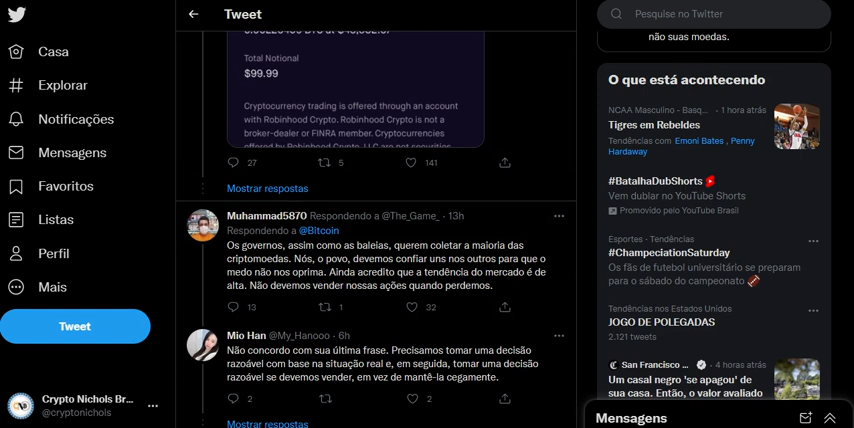 Casa
Explorar
Notificações
Mensagens
Favoritos
Listas
Perfil
Mais
Tweet
Crypto Nichols Br...
@cryptonichols
Tweet
Total Notional
$99.99
Cryptocurrency trading is offered through an account
with Robinhood Crypto. Robinhood Crypto is not a
broker-dealer or FINRA member. Cryptocurrencies
offered by Robinhood Crypto, LLC are not securities
27 5 141
Mostrar respostas
Muhammad5870 Respondendo a @The_Game_ · 13h
Respondendo a @Bitcoin
Os governos, assim como as baleias, querem coletar a maioria das
criptomoedas. Nós, o povo, devemos confiar uns nos outros para que o
medo não nos oprima. Ainda acredito que a tendência do mercado é de
alta. Não devemos vender nossas ações quando perdemos.
13 1 32
Mio Han @My_Hanooo · 6h
Não concordo com sua última frase. Precisamos tomar uma decisão
razoável com base na situação real e, em seguida, tomar uma decisão
razoável se devemos vender, em vez de mantê-la cegamente.
2 2
Mostrar respostas
Pesquise no Twitter
não suas moedas.
O que está acontecendo
NCAA Masculino - Basq... · 1 hora atrás
Tigres em Rebeldes
Tendências com Emoni Bates , Penny
Hardaway
#BatalhaDubShorts
Vem dublar no YouTube Shorts
Promovido pelo YouTube Brasil
Esportes · Tendências
#ChampeciationSaturday
Os fãs de futebol universitário se preparam
para o sábado do campeonato
Tendências nos Estados Unidos
JOGO DE POLEGADAS
2.121 tweets
San Francisco ... · 4 horas atrás
Um casal negro 'se apagou' de
sua casa. Então, o valor avaliado
Mensagens